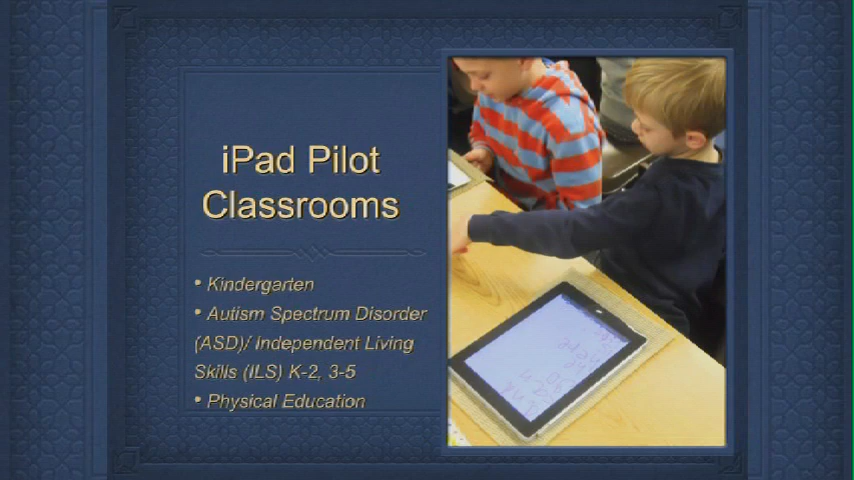 iPad Pilot
Classrooms
• Kindergarten
• Autism Spectrum Disorder
(ASD)/ Independent Living
Skills (ILS) K-2, 3-5
• Physical Education